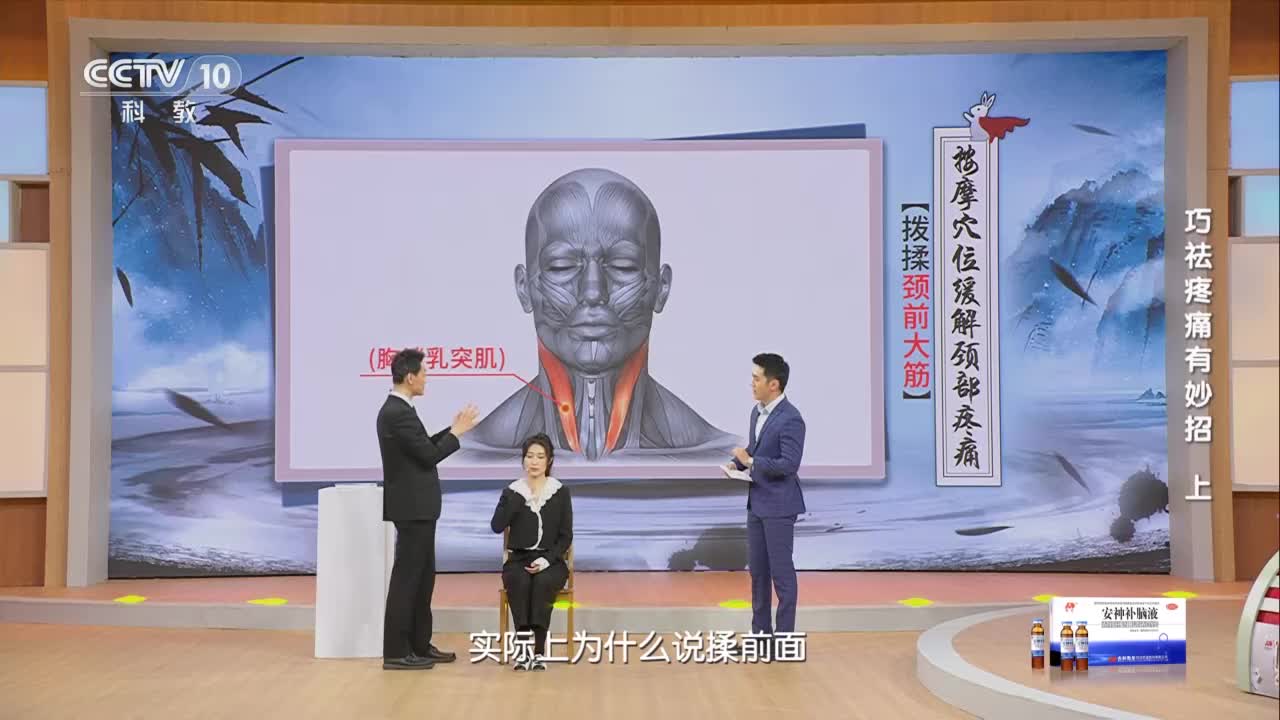 CCTV 10
科教
按摩穴位缓解颈部疼痛
【拨揉颈前大筋】
(胸 乳突肌)
巧祛疼痛有妙招 上
安神补脑液
实际上为什么说揉前面